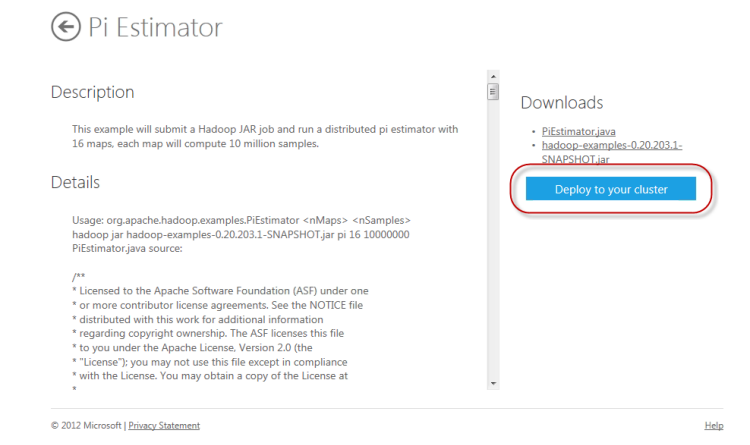 Pi Estimator
Description
This example will submit a Hadoop JAR job and run a distributed pi estimator with
16 maps, each map will compute 10 million samples.
Details
Usage: org.apache.hadoop.examples.PiEstimator <nMaps> <nSamples>
hadoop jar hadoop-examples-0.20.203.1-SNAPSHOT.jar pi 16 10000000
PiEstimator.java source:
/**
* Licensed to the Apache Software Foundation (ASF) under one
* or more contributor license agreements. See the NOTICE file
* distributed with this work for additional information
* regarding copyright ownership. The ASF licenses this file
* to you under the Apache License, Version 2.0 (the
* "License"); you may not use this file except in compliance
* with the License. You may obtain a copy of the License at
*
Downloads
• PiEstimator.java
• hadoop-examples-0.20.203.1-
SNAPSHOT.jar
Deploy to your cluster
© 2012 Microsoft | Privacy Statement
Help